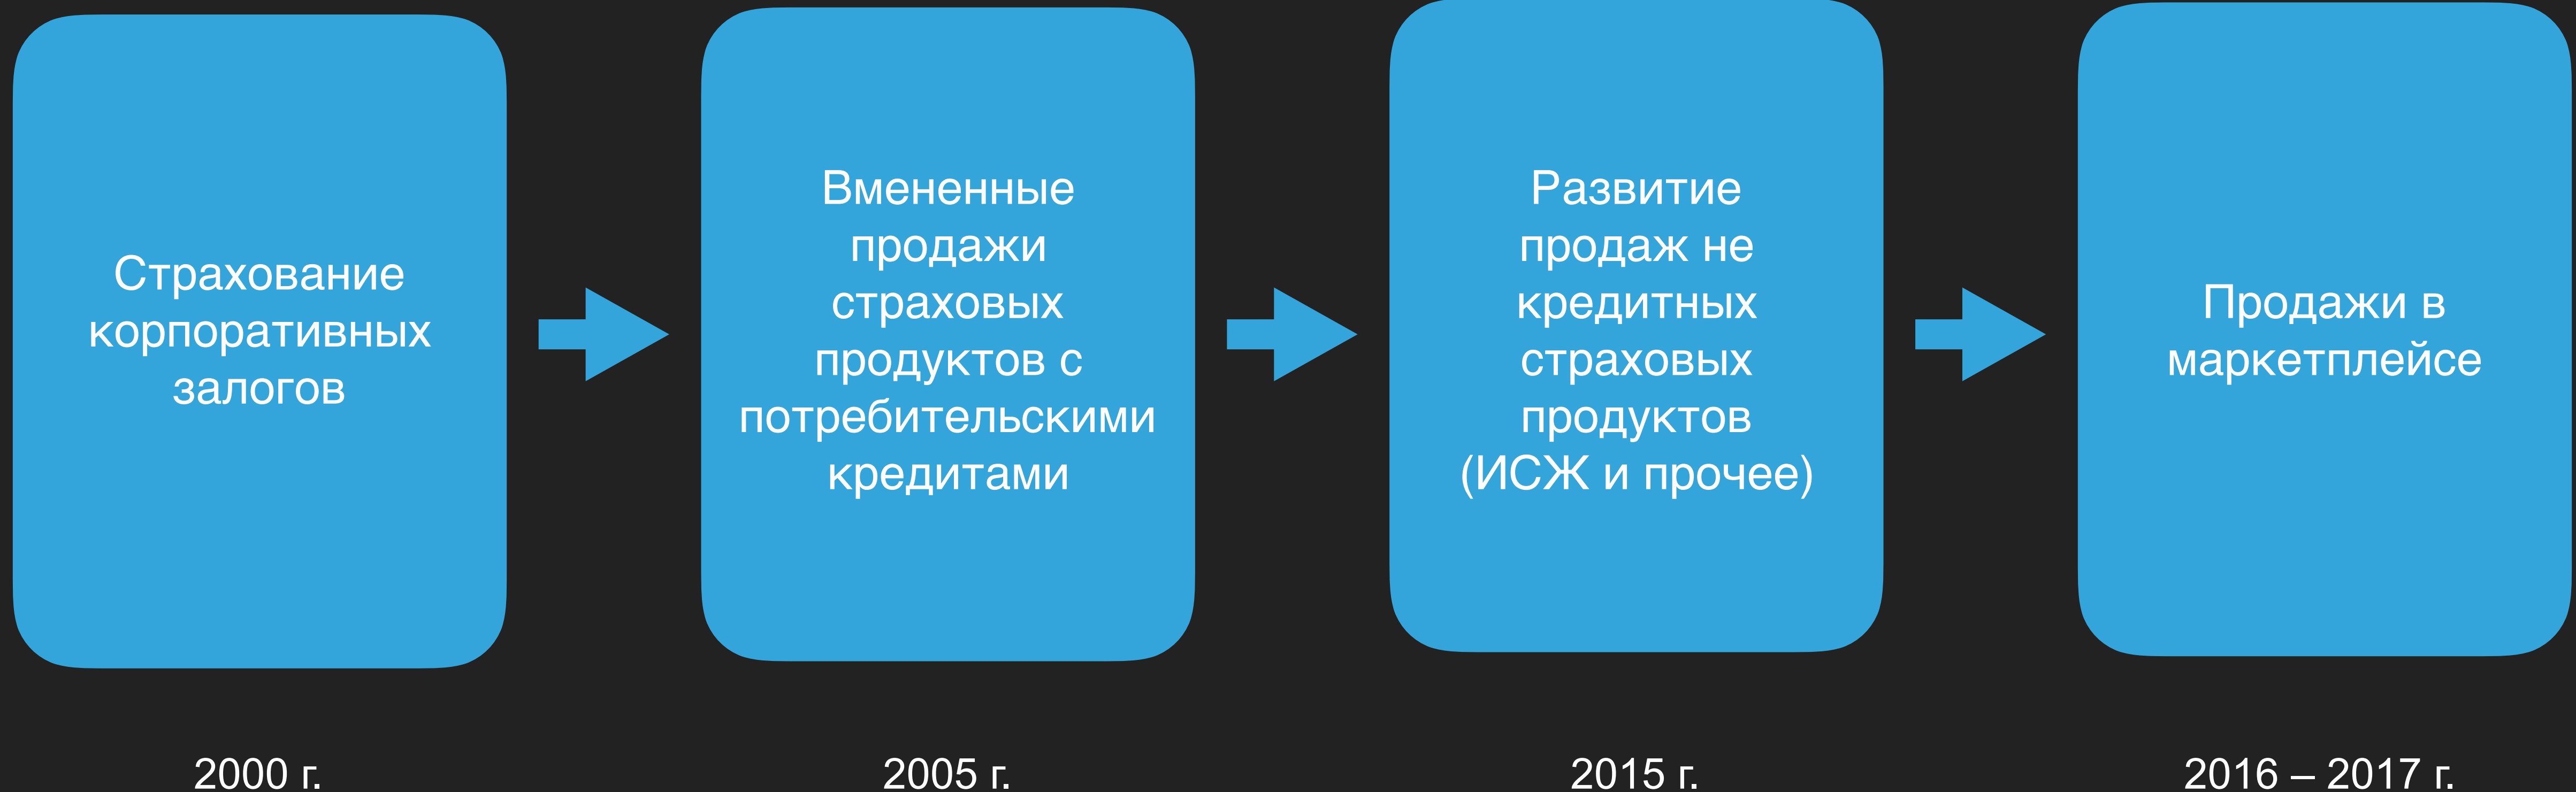 Страхование
корпоративных
залогов
Вмененные
продажи
страховых
продуктов с
потребительскими
кредитами
Развитие
продаж не
кредитных
страховых
продуктов
(ИСЖ и прочее)
Продажи в
маркетплейсе
2000 г.
2005 г.
2015 г.
2016 – 2017 г.